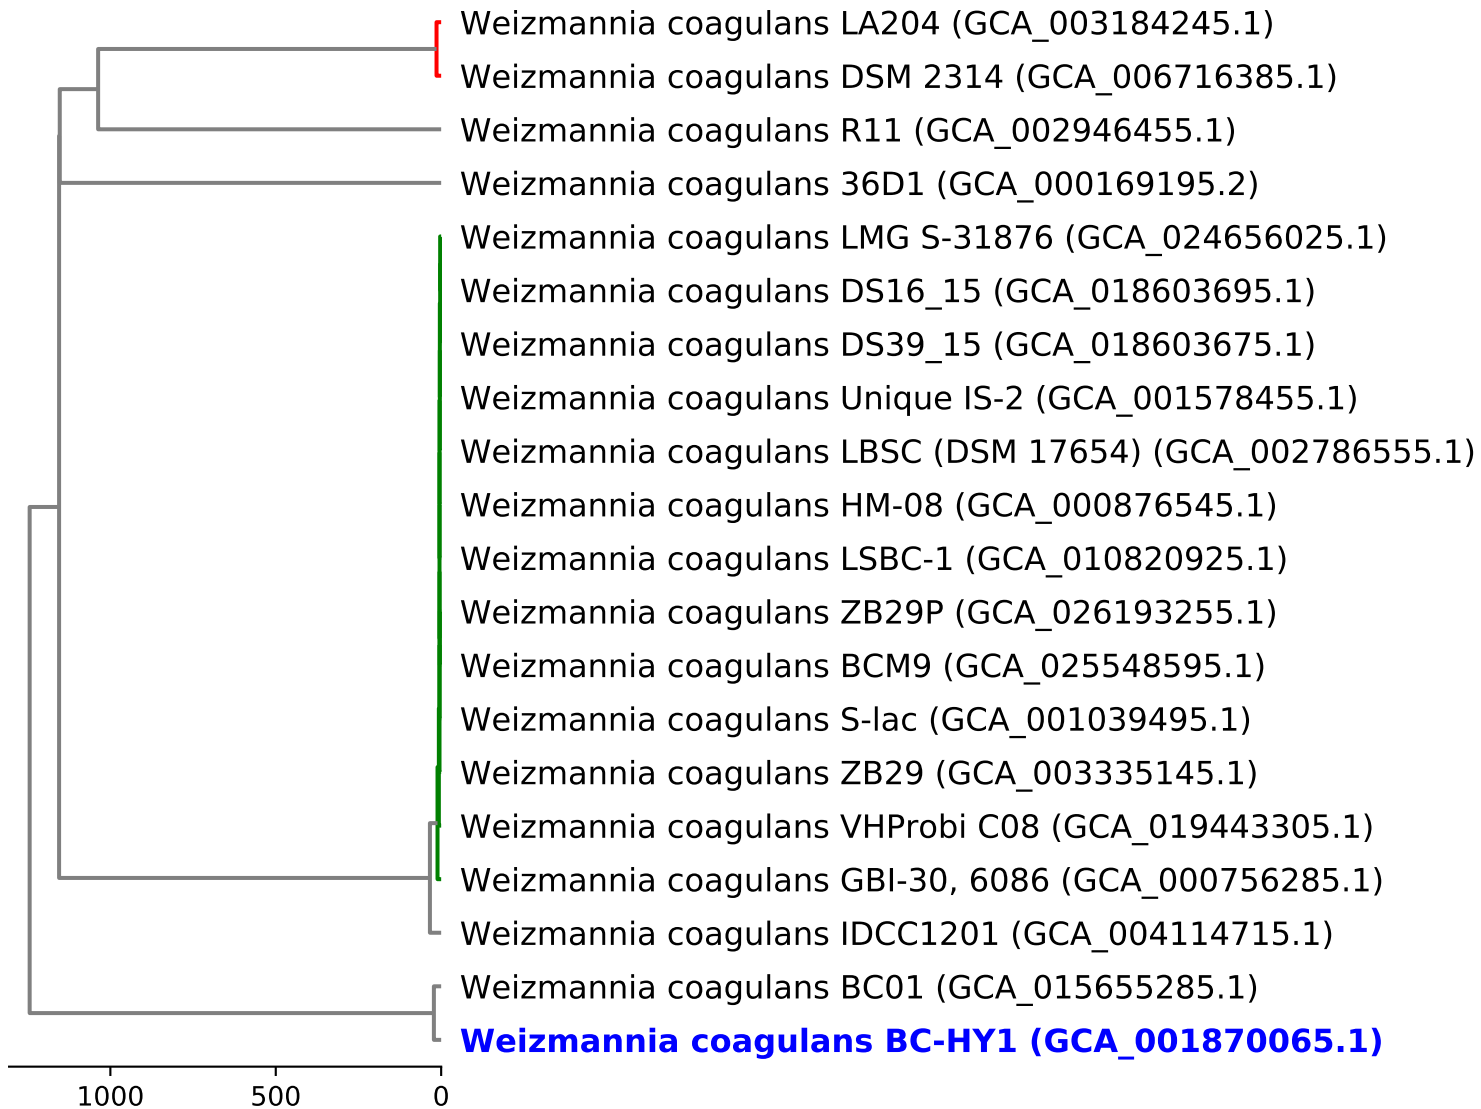 Weizmannia coagulans LA204 (GCA_003184245.1)
Weizmannia coagulans DSM 2314 (GCA_006716385.1)
Weizmannia coagulans R11 (GCA_002946455.1)
Weizmannia coagulans 36D1 (GCA_000169195.2)
Weizmannia coagulans LMG S-31876 (GCA_024656025.1)
Weizmannia coagulans DS16_15 (GCA_018603695.1)
Weizmannia coagulans DS39_15 (GCA_018603675.1)
Weizmannia coagulans Unique IS-2 (GCA_001578455.1)
Weizmannia coagulans LBSC (DSM 17654) (GCA_002786555.1)
Weizmannia coagulans HM-08 (GCA_000876545.1)
Weizmannia coagulans LSBC-1 (GCA_010820925.1)
Weizmannia coagulans ZB29P (GCA_026193255.1)
Weizmannia coagulans BCM9 (GCA_025548595.1)
Weizmannia coagulans S-lac (GCA_001039495.1)
Weizmannia coagulans ZB29 (GCA_003335145.1)
Weizmannia coagulans VHProbi C08 (GCA_019443305.1)
Weizmannia coagulans GBI-30, 6086 (GCA_000756285.1)
Weizmannia coagulans IDCC1201 (GCA_004114715.1)
Weizmannia coagulans BC01 (GCA_015655285.1)
Weizmannia coagulans BC-HY1 (GCA_001870065.1)
1000 500 0